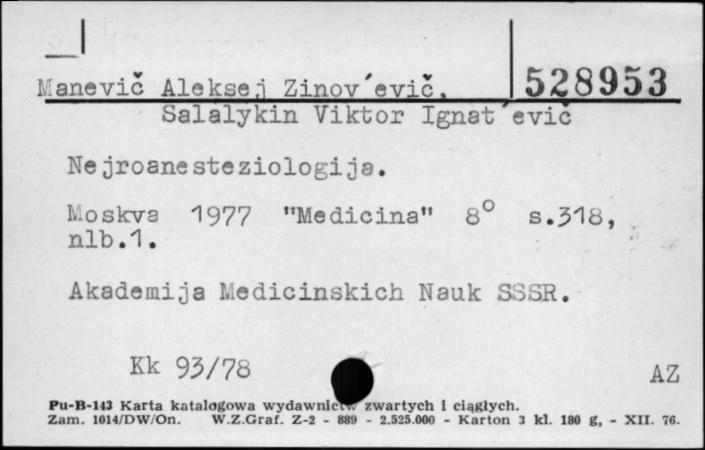 528953
Manevič Aleksej Zinov´evič,
Salalykin Viktor Ignat´evič
Nejroanesteziologija.
Moskva 1977 "Medicina" 8° s.318,
nlb.1.
Akademija Medicinskich Nauk SSSR.
Kk 93/78
AZ
Pu-B-143 Karta katalogowa wydawnictw zwartych i ciągłych.
Zam. 1014/DW/On. W.Z.Graf. Z-2 - 889 - 2.525.000 - Karton 3 kl. 180 g, - XII. 76.